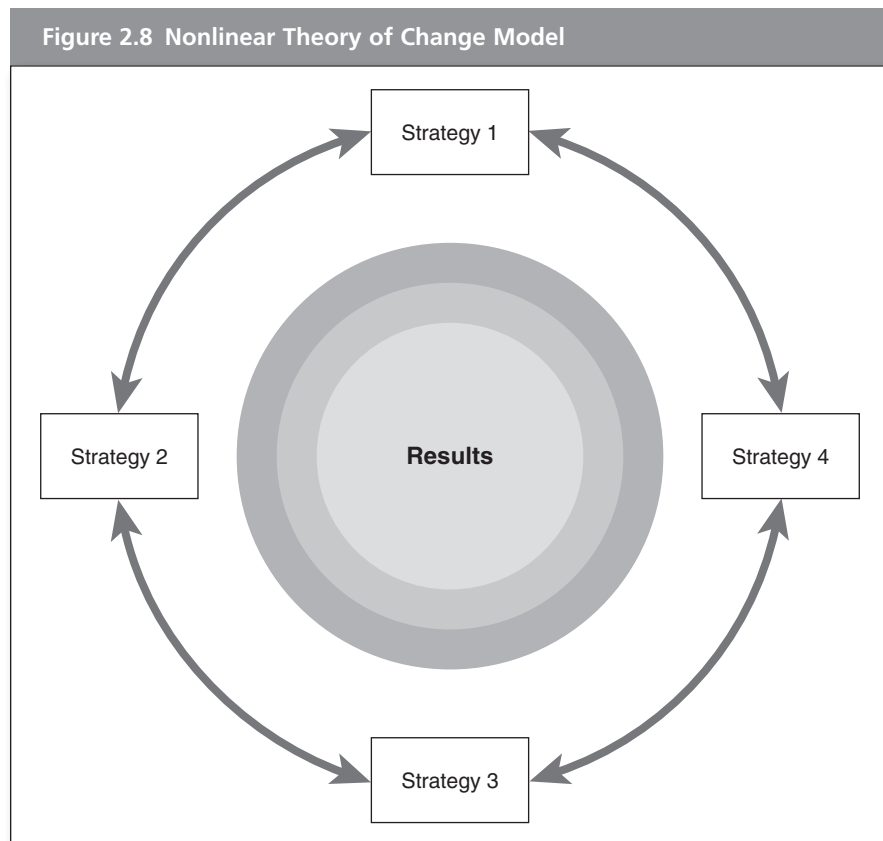 Figure 2.8 Nonlinear Theory of Change Model
Strategy 1
Strategy 2
Results
Strategy 4
Strategy 3